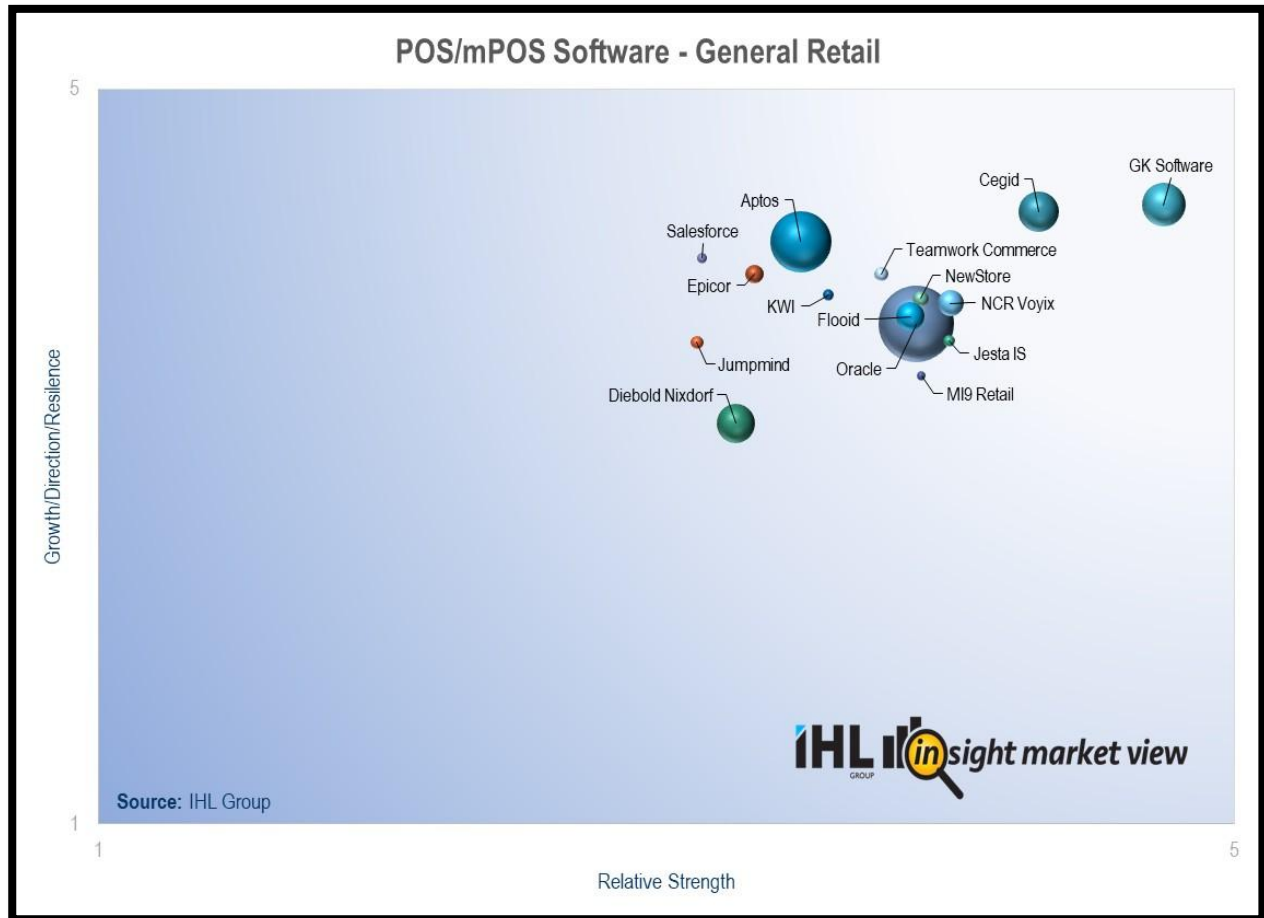 POS/mPOS Software - General Retail
5
GK Software
Cegid
Aptos
Salesforce
Teamwork Commerce
Epicor
NewStore
KWI
NCR Voyix
Flooid
Jesta IS
Jumpmind
Oracle
MI9 Retail
Diebold Nixdorf
Growth/Direction/Resilence
iHL GROUP insight market view
Source: IHL Group
1
1
5
Relative Strength